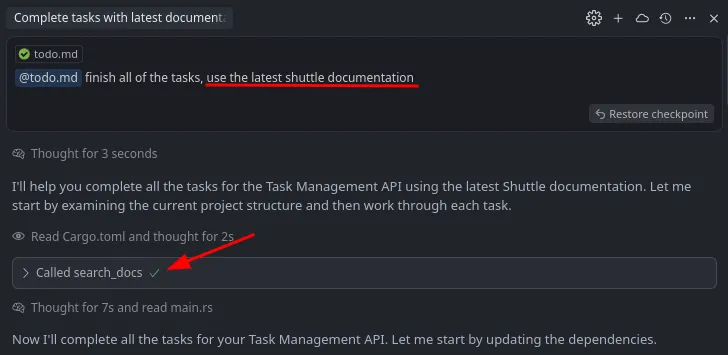 Complete tasks with latest document
todo.md
@todo.md finish all of the tasks, use the latest shuttle documentation
Restore checkpoint
Thought for 3 seconds
I'll help you complete all the tasks for the Task Management API using the latest Shuttle documentation. Let me
start by examining the current project structure and then work through each task.
Read Cargo.toml and thought for 2s
Called search_docs
Thought for 7s and read main.rs
Now I'll complete all the tasks for your Task Management API. Let me start by updating the dependencies.